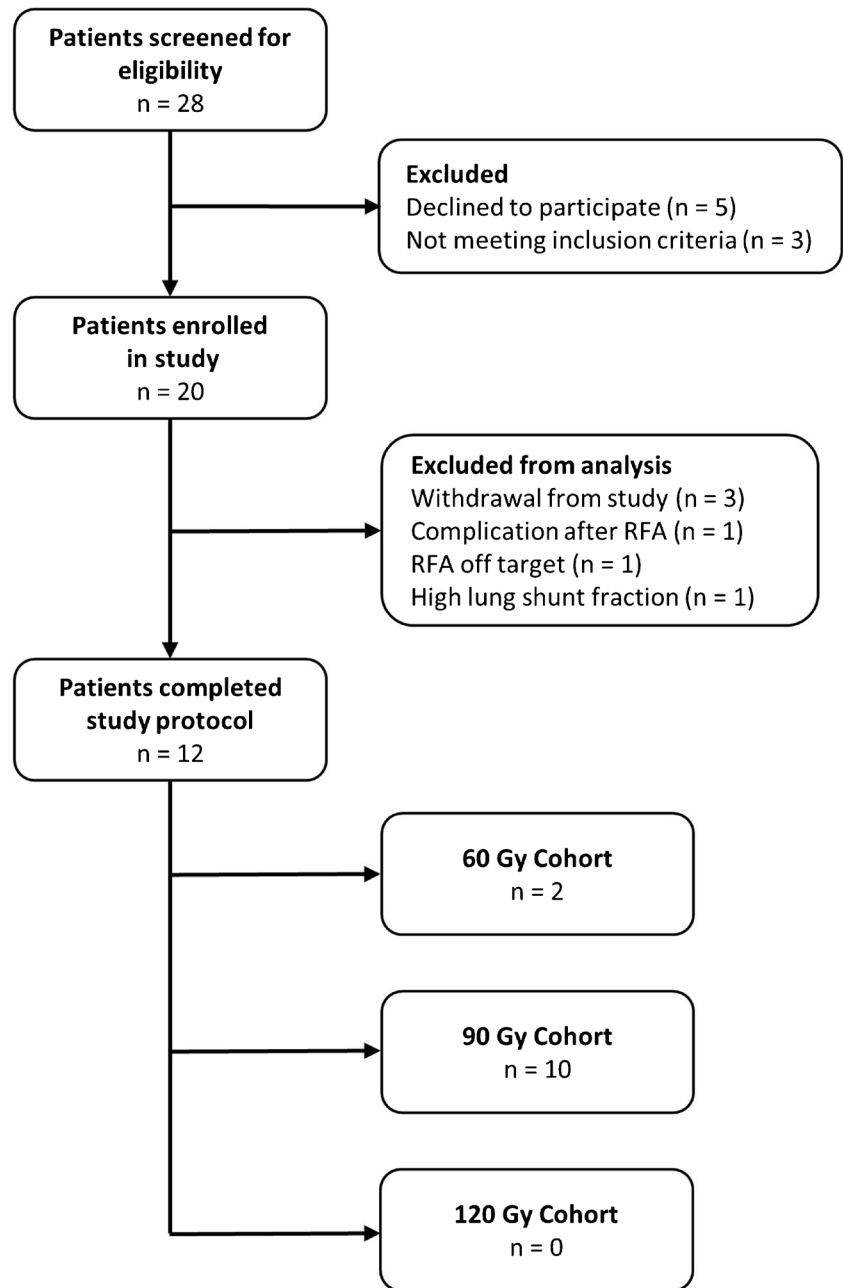 Patients screened for
eligibility
n = 28
Excluded
Declined to participate (n = 5)
Not meeting inclusion criteria (n = 3)
Patients enrolled
in study
n = 20
Excluded from analysis
Withdrawal from study (n = 3)
Complication after RFA (n = 1)
RFA off target (n = 1)
High lung shunt fraction (n = 1)
Patients completed
study protocol
n = 12
60 Gy Cohort
n = 2
90 Gy Cohort
n = 10
120 Gy Cohort
n = 0